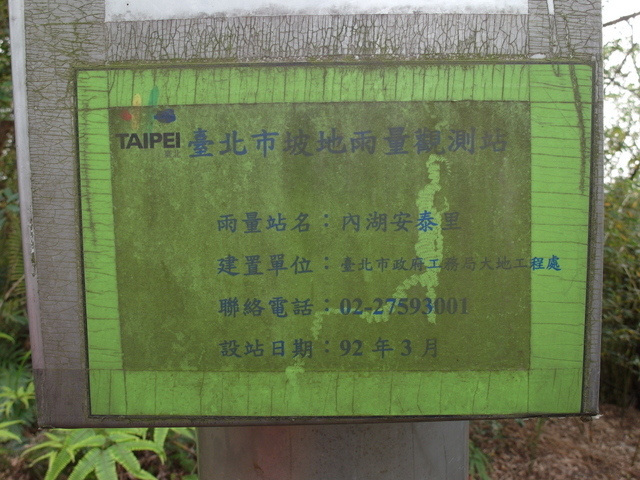 TAIPEI 臺北市坡地雨量觀測站
臺北
雨量站名：內湖安泰里
建置單位：臺北市政府工務局大地工程處
聯絡電話：02-27593001
設站日期：92 年 3 月